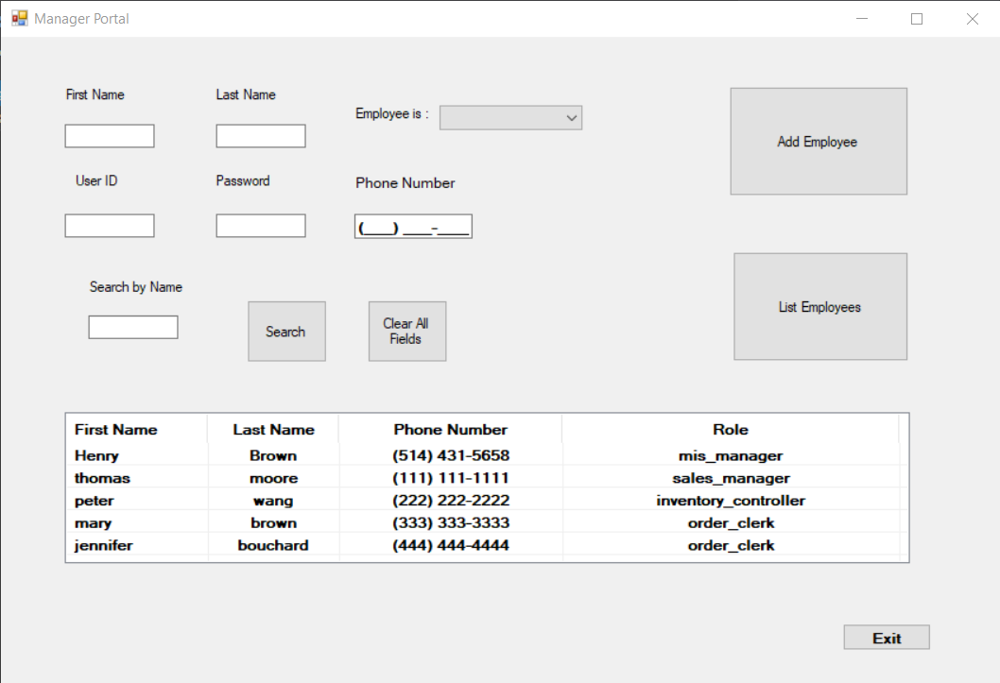 Manager Portal
First Name Last Name
Employee is :
Add Employee
User ID Password Phone Number
(___) ___-____
Search by Name
List Employees
Search
Clear All
Fields
First Name Last Name Phone Number Role
Henry Brown (514) 431-5658 mis_manager
thomas moore (111) 111-1111 sales_manager
peter wang (222) 222-2222 inventory_controller
mary brown (333) 333-3333 order_clerk
jennifer bouchard (444) 444-4444 order_clerk
Exit